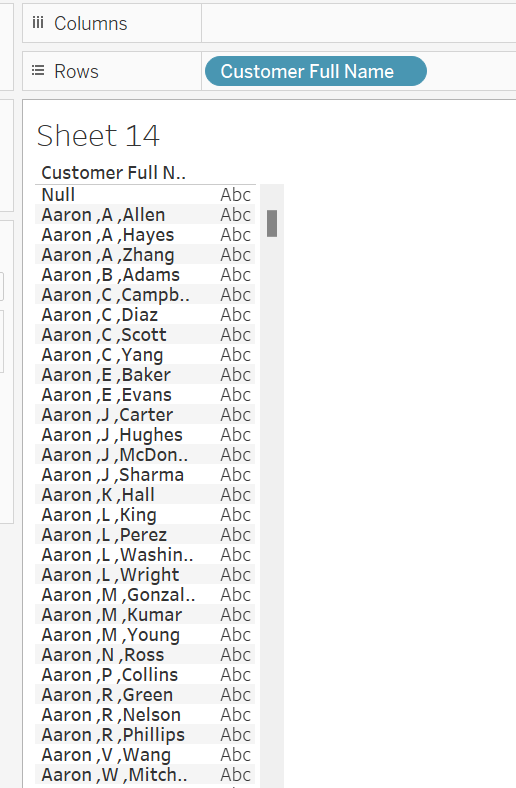 Columns
Rows Customer Full Name
Sheet 14
Customer Full N..
Null Abc
Aaron ,A ,Allen Abc
Aaron ,A ,Hayes Abc
Aaron ,A ,Zhang Abc
Aaron ,B ,Adams Abc
Aaron ,C ,Campb.. Abc
Aaron ,C ,Diaz Abc
Aaron ,C ,Scott Abc
Aaron ,C ,Yang Abc
Aaron ,E ,Baker Abc
Aaron ,E ,Evans Abc
Aaron ,J ,Carter Abc
Aaron ,J ,Hughes Abc
Aaron ,J ,McDon.. Abc
Aaron ,J ,Sharma Abc
Aaron ,K ,Hall Abc
Aaron ,L ,King Abc
Aaron ,L ,Perez Abc
Aaron ,L ,Washin.. Abc
Aaron ,L ,Wright Abc
Aaron ,M ,Gonzal.. Abc
Aaron ,M ,Kumar Abc
Aaron ,M ,Young Abc
Aaron ,N ,Ross Abc
Aaron ,P ,Collins Abc
Aaron ,R ,Green Abc
Aaron ,R ,Nelson Abc
Aaron ,R ,Phillips Abc
Aaron ,V ,Wang Abc
Aaron ,W ,Mitch.. Abc